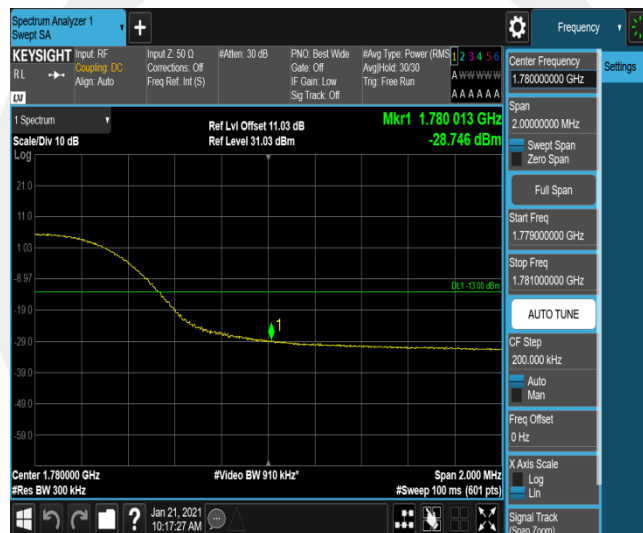 Spectrum Analyzer 1
Swept SA
+
Frequency
KEYSIGHT
RL
LXI
Input: RF
Coupling: DC
Align: Auto
Input Z: 50 Ω
Corrections: Off
Freq Ref: Int (S)
#Atten: 30 dB
PNO: Best Wide
Gate: Off
IF Gain: Low
Sig Track: Off
#Avg Type: Power (RMS
Avg|Hold: 30/30
Trig: Free Run
1 2 3 4 5 6
A W W W W W
A A A A A A
1 Spectrum
Scale/Div 10 dB
Ref Lvl Offset 11.03 dB
Ref Level 31.03 dBm
Mkr1 1.780 013 GHz
-28.746 dBm
Log
21.0
11.0
1.03
-8.97
-19.0
-29.0
-39.0
-49.0
-59.0
DL1 -13.00 dBm
1
Center 1.780000 GHz
#Res BW 300 kHz
#Video BW 910 kHz*
Span 2.000 MHz
#Sweep 100 ms (601 pts)
Center Frequency
1.780000000 GHz
Settings
Span
2.00000000 MHz
Swept Span
Zero Span
Full Span
Start Freq
1.779000000 GHz
Stop Freq
1.781000000 GHz
AUTO TUNE
CF Step
200.000 kHz
Auto
Man
Freq Offset
0 Hz
X Axis Scale
Log
Lin
Signal Track
(Span Zoom)
?
Jan 21, 2021
10:17:27 AM